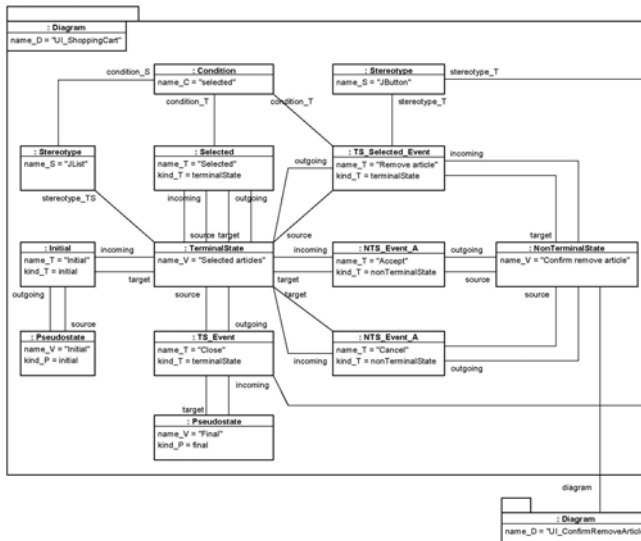 : Diagram
name_D = "UI_ShoppingCart"
condition_S
: Condition
name_C = "selected"
: Stereotype
name_S = "JButton"
stereotype_T
condition_T
condition_T
stereotype_T
: Stereotype
name_S = "JList"
: Selected
name_T = "Selected"
kind_T = terminalState
outgoing
: TS_Selected_Event
name_T = "Remove article"
kind_T = terminalState
incoming
stereotype_TS
incoming
outgoing
source
target
source
target
: Initial
name_T = "Initial"
kind_T = initial
incoming
target
: TerminalState
name_V = "Selected articles"
incoming
target
: NTS_Event_A
name_T = "Accept"
kind_T = nonTerminalState
outgoing
source
: NonTerminalState
name_V = "Confirm remove article"
outgoing
source
source
outgoing
target
source
: Pseudostate
name_V = "Initial"
kind_P = initial
: TS_Event
name_T = "Close"
kind_T = terminalState
incoming
: NTS_Event_A
name_T = "Cancel"
kind_T = nonTerminalState
outgoing
incoming
target
: Pseudostate
name_V = "Final"
kind_P = final
diagram
: Diagram
name_D = "UI_ConfirmRemoveArticle